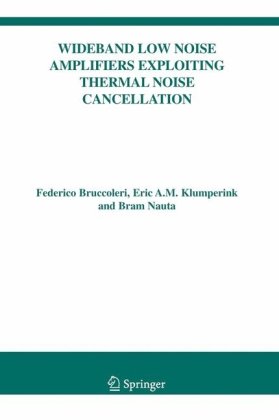 WIDEBAND LOW NOISE
AMPLIFIERS EXPLOITING
THERMAL NOISE
CANCELLATION
Federico Bruccoleri, Eric A.M. Klumperink
and Bram Nauta
Springer